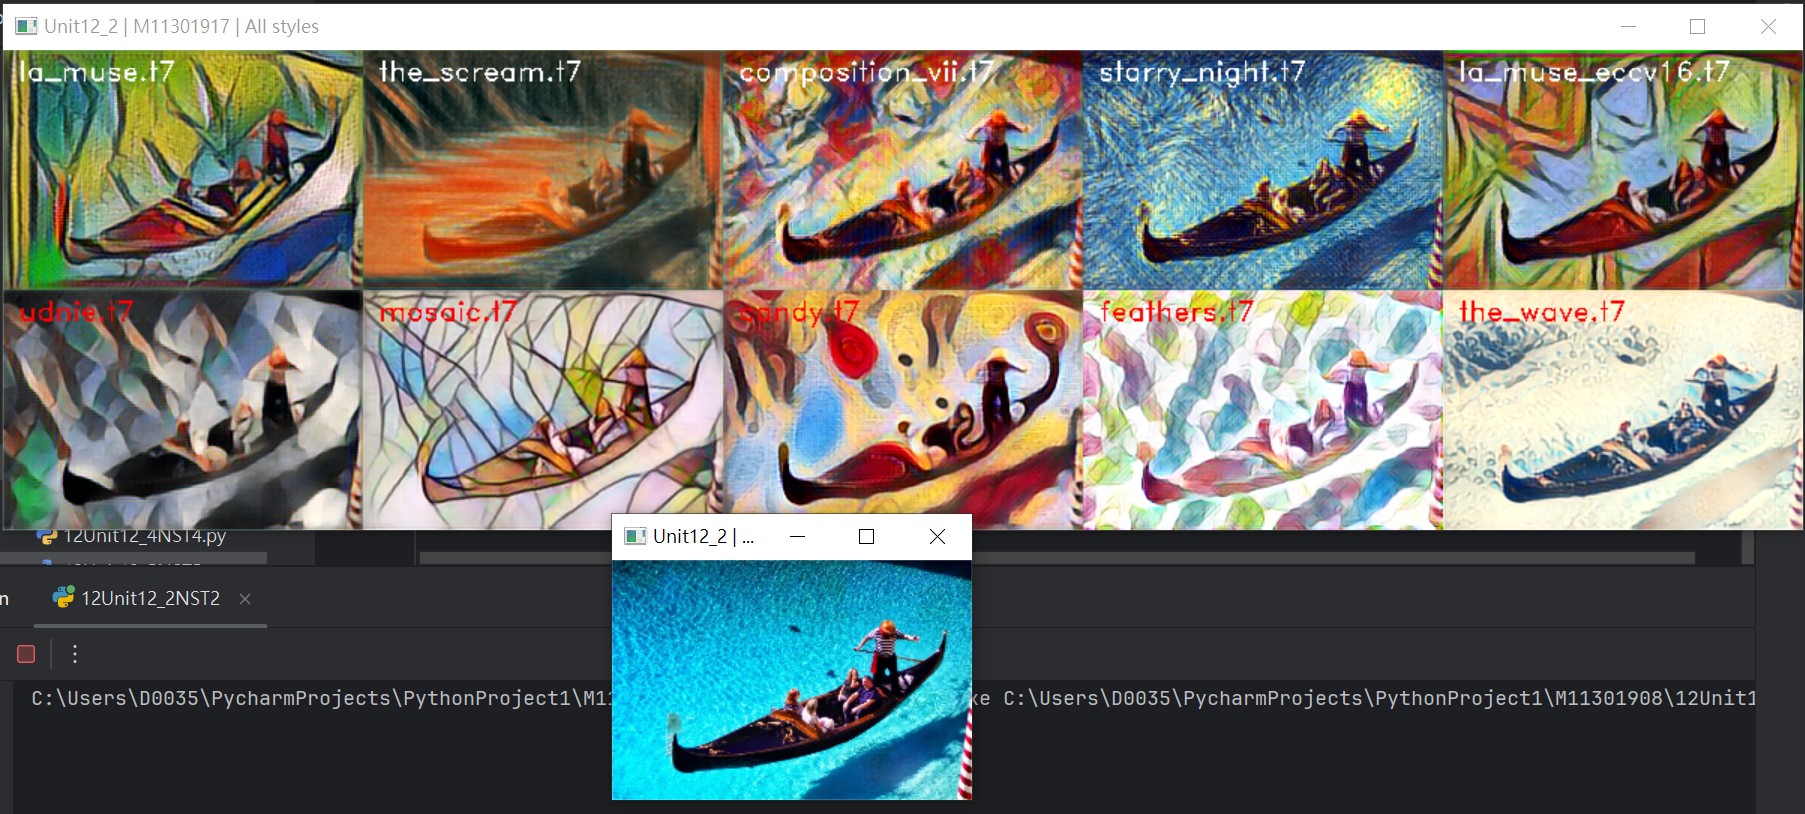 Unit12_2 | M11301917 | All styles
la_muse.t7
the_scream.t7
composition_vii.t7
starry_night.t7
la_muse_eccv16.t7
udnie.t7
mosaic.t7
candy.t7
feathers.t7
the_wave.t7
12Unit12_4NST4.py
Unit12_2 | ...
n
12Unit12_2NST2
C:\Users\D0035\PycharmProjects\PythonProject1\M11
xe C:\Users\D0035\PycharmProjects\PythonProject1\M11301908\12Unit1